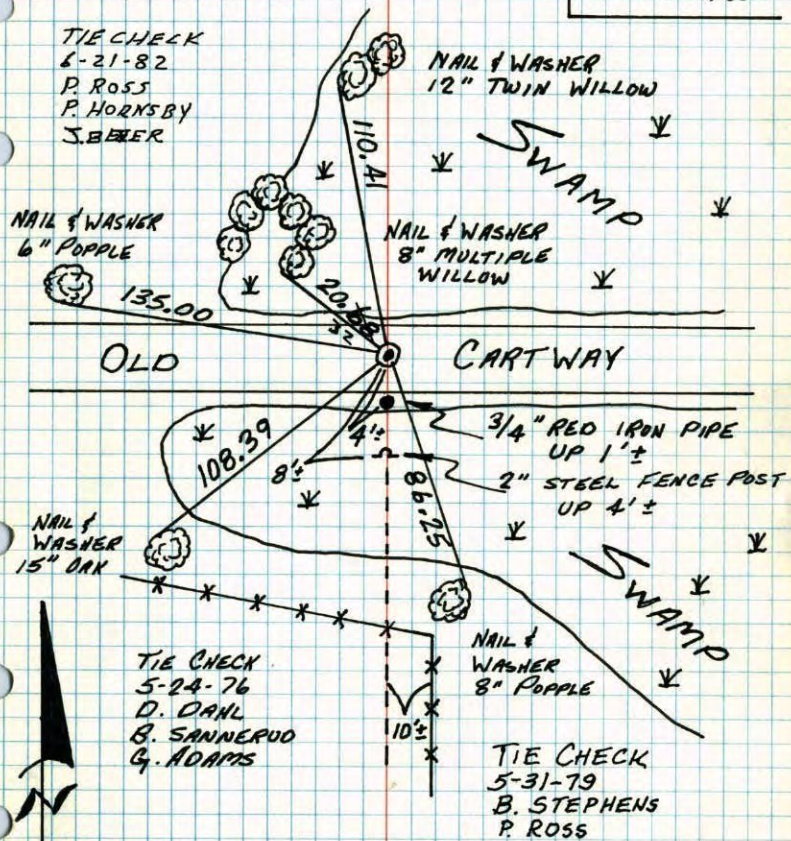 TIE CHECK
6-21-82
P. ROSS
P. HORNSBY
NAIL & WASHER
12" TWIN WILLOW
SWAMP
110.41
NAIL & WASHER
6" POPPLE
NAIL & WASHER
8" MULTIPLE
WILLOW
135.00
20.68
32
OLD CARTWAY
3/4" RED IRON PIPE
UP 1'±
4'±
8'±
2" STEEL FENCE POST
UP 4'±
108.39
86.25
NAIL &
WASHER
15" OAK
SWAMP
NAIL &
WASHER
8" POPPLE
TIE CHECK
5-24-76
D. DAHL
B. SANNERUD
G. ADAMS
10'±
TIE CHECK
5-31-79
B. STEPHENS
P. ROSS